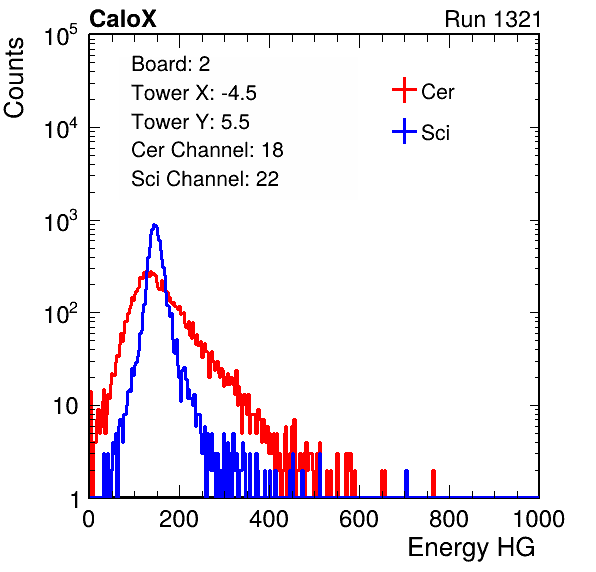 CaloX Run 1321
Counts
10^5
10^4
10^3
10^2
10
1
Board: 2
Tower X: -4.5
Tower Y: 5.5
Cer Channel: 18
Sci Channel: 22
Cer
Sci
0 200 400 600 800 1000
Energy HG